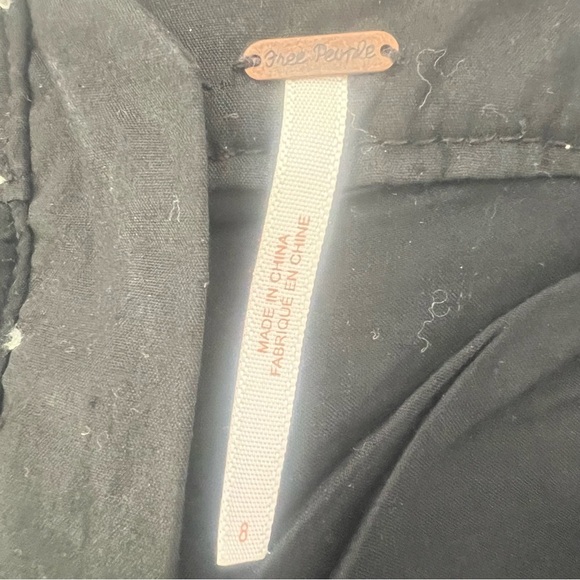 Free People
MADE IN CHINA
FABRIQUÉ EN CHINE
8